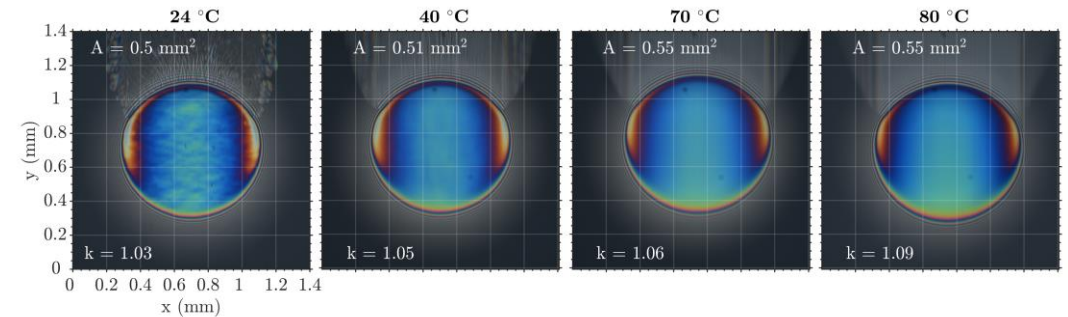 24 °C
40 °C
70 °C
80 °C
A = 0.5 mm²
A = 0.51 mm²
A = 0.55 mm²
A = 0.55 mm²
k = 1.03
k = 1.05
k = 1.06
k = 1.09
1.4
1.2
1
0.8
0.6
0.4
0.2
0
y (mm)
0 0.2 0.4 0.6 0.8 1 1.2 1.4
x (mm)